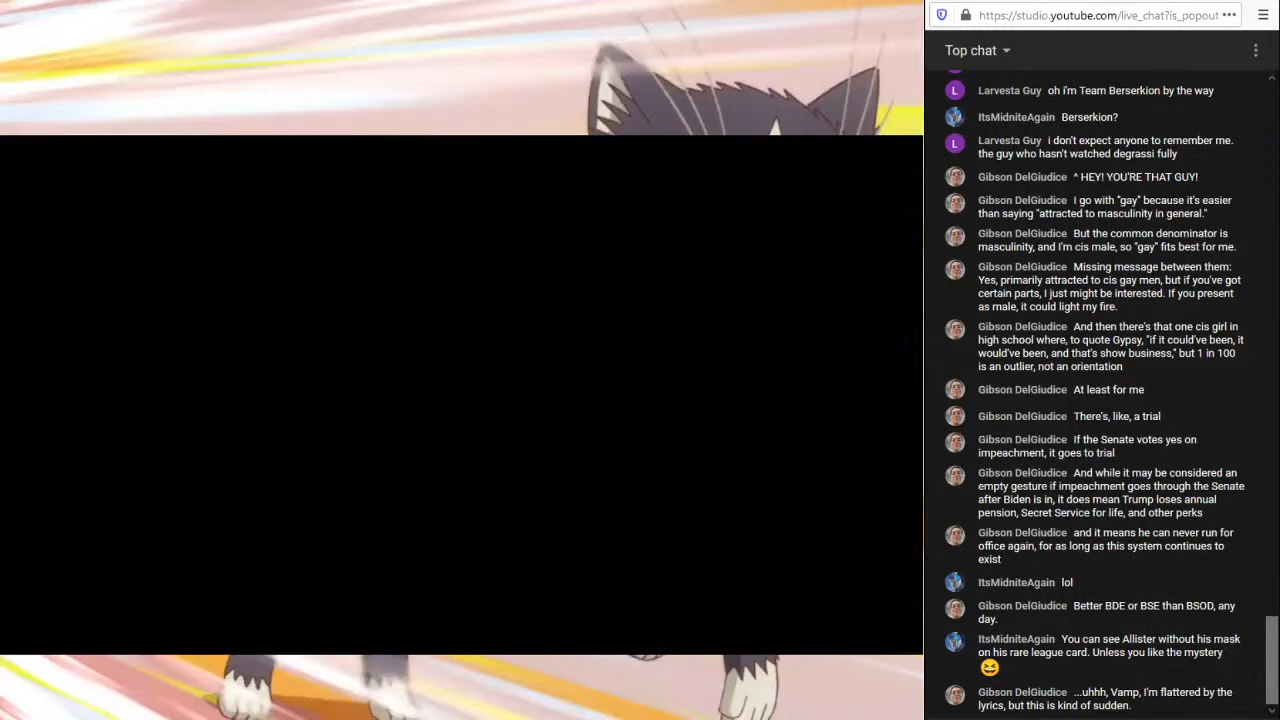 https://studio.youtube.com/live_chat?is_popout
Top chat
Larvesta Guy oh i'm Team Berserkion by the way
ItsMidniteAgain Berserkion?
Larvesta Guy i don't expect anyone to remember me.
the guy who hasn't watched degrassi fully
Gibson DelGiudice ^ HEY! YOU'RE THAT GUY!
Gibson DelGiudice I go with "gay" because it's easier
than saying "attracted to masculinity in general."
Gibson DelGiudice But the common denominator is
masculinity, and I'm cis male, so "gay" fits best for me.
Gibson DelGiudice Missing message between them:
Yes, primarily attracted to cis gay men, but if you've got
certain parts, I just might be interested. If you present
as male, it could light my fire.
Gibson DelGiudice And then there's that one cis girl in
high school where, to quote Gypsy, "if it could've been, it
would've been, and that's show business," but 1 in 100
is an outlier, not an orientation
Gibson DelGiudice At least for me
Gibson DelGiudice There's, like, a trial
Gibson DelGiudice If the Senate votes yes on
impeachment, it goes to trial
Gibson DelGiudice And while it may be considered an
empty gesture if impeachment goes through the Senate
after Biden is in, it does mean Trump loses annual
pension, Secret Service for life, and other perks
Gibson DelGiudice and it means he can never run for
office again, for as long as this system continues to
exist
ItsMidniteAgain lol
Gibson DelGiudice Better BDE or BSE than BSOD, any
day.
ItsMidniteAgain You can see Allister without his mask
on his rare league card. Unless you like the mystery
😆
Gibson DelGiudice ...uhhh, Vamp, I'm flattered by the
lyrics, but this is kind of sudden.